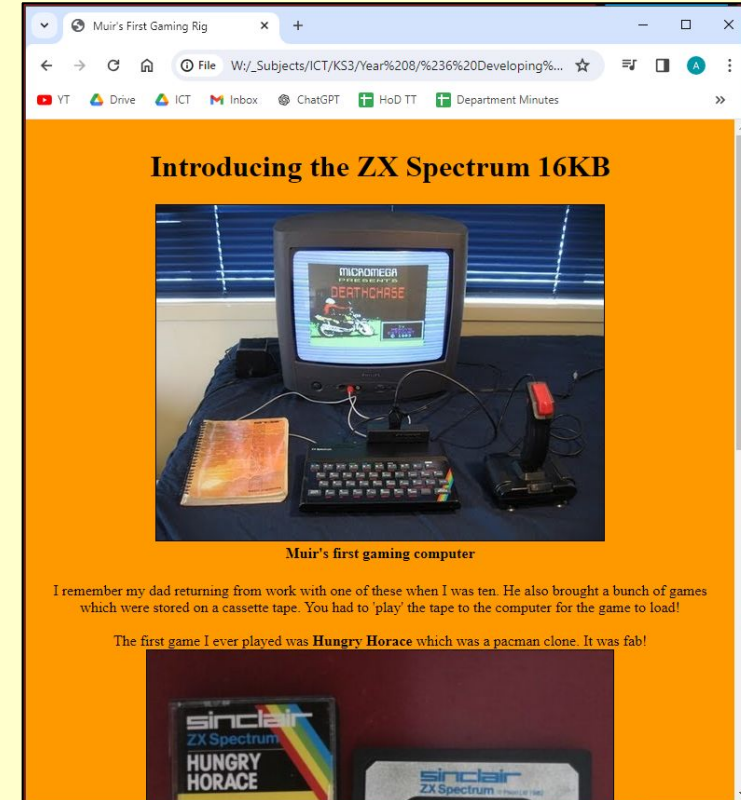 Muir's First Gaming Rig
File W:/_Subjects/ICT/KS3/Year%208/%236%20Developing%...
A
YT Drive ICT Inbox ChatGPT HoD TT Department Minutes
Introducing the ZX Spectrum 16KB
MICROMEGA
PRESENTS
DEATHCHASE
sinclair
Muir's first gaming computer
I remember my dad returning from work with one of these when I was ten. He also brought a bunch of games
which were stored on a cassette tape. You had to 'play' the tape to the computer for the game to load!
The first game I ever played was Hungry Horace which was a pacman clone. It was fab!
sinclair
ZX Spectrum
HUNGRY
HORACE
sinclair
ZX Spectrum